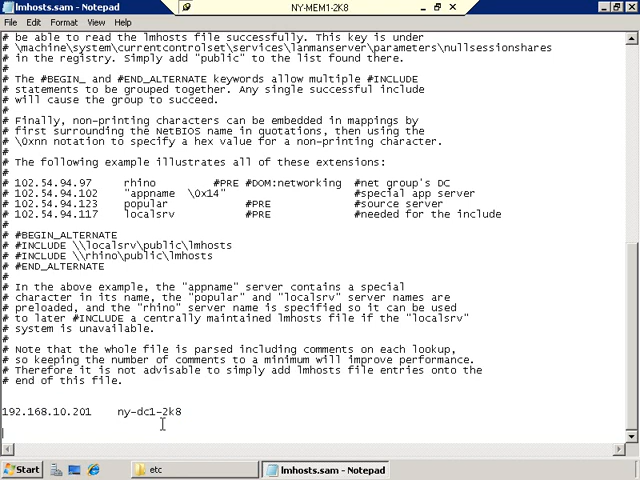 lmhosts.sam - Notepad
NY-MEM1-2K8
File Edit Format View Help
# be able to read the lmhosts file successfully. This key is under
# \machine\system\currentcontrolset\services\lanmanserver\parameters\nullsessionshares
# in the registry. Simply add "public" to the list found there.
#
# The #BEGIN_ and #END_ALTERNATE keywords allow multiple #INCLUDE
# statements to be grouped together. Any single successful include
# will cause the group to succeed.
#
# Finally, non-printing characters can be embedded in mappings by
# first surrounding the NetBIOS name in quotations, then using the
# \0xnn notation to specify a hex value for a non-printing character.
#
# The following example illustrates all of these extensions:
#
# 102.54.94.97 rhino #PRE #DOM:networking #net group's DC
# 102.54.94.102 "appname \0x14" #special app server
# 102.54.94.123 popular #PRE #source server
# 102.54.94.117 localsrv #PRE #needed for the include
#
# #BEGIN_ALTERNATE
# #INCLUDE \\localsrv\public\lmhosts
# #INCLUDE \\rhino\public\lmhosts
# #END_ALTERNATE
#
# In the above example, the "appname" server contains a special
# character in its name, the "popular" and "localsrv" server names are
# preloaded, and the "rhino" server name is specified so it can be used
# to later #INCLUDE a centrally maintained lmhosts file if the "localsrv"
# system is unavailable.
#
# Note that the whole file is parsed including comments on each lookup,
# so keeping the number of comments to a minimum will improve performance.
# Therefore it is not advisable to simply add lmhosts file entries onto the
# end of this file.
192.168.10.201 ny-dc1-2k8
Start
etc
lmhosts.sam - Notepad